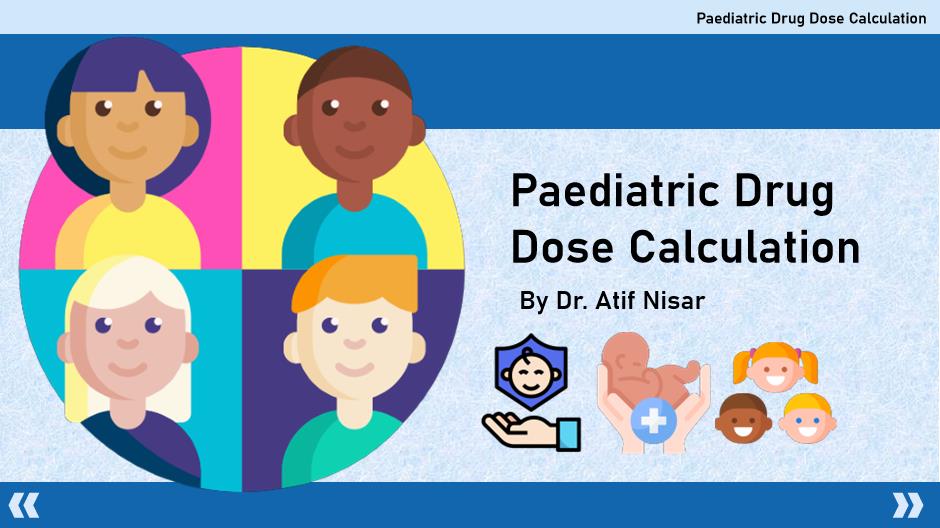 Paediatric Drug Dose Calculation
Paediatric Drug
Dose Calculation
By Dr. Atif Nisar